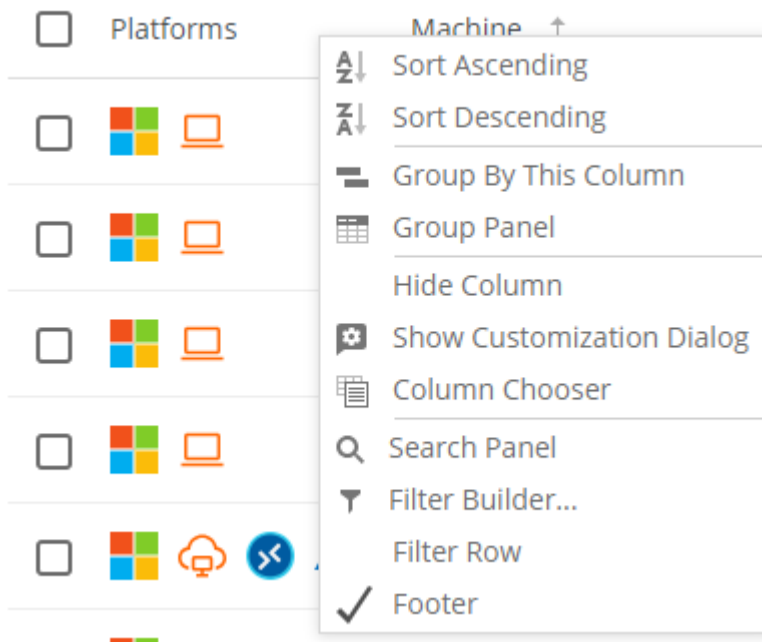 Platforms
Machine
Sort Ascending
Sort Descending
Group By This Column
Group Panel
Hide Column
Show Customization Dialog
Column Chooser
Search Panel
Filter Builder...
Filter Row
Footer